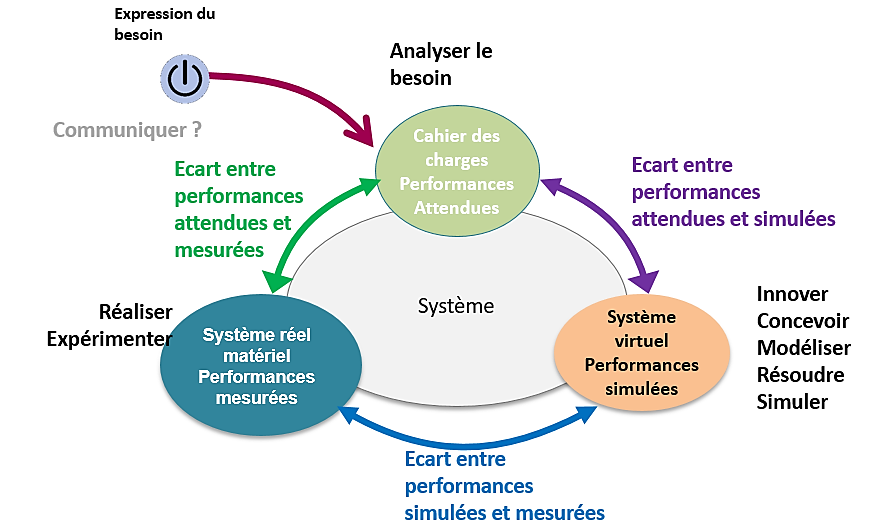 Expression du
besoin
Analyser le
besoin
Communiquer ?
Cahier des
charges
Performances
Attendues
Ecart entre
performances
attendues et
mesurées
Ecart entre
performances
attendues et simulées
Système
Réaliser
Expérimenter
Système réel
matériel
Performances
mesurées
Système
virtuel
Performances
simulées
Innover
Concevoir
Modéliser
Résoudre
Simuler
Ecart entre
performances
simulées et mesurées